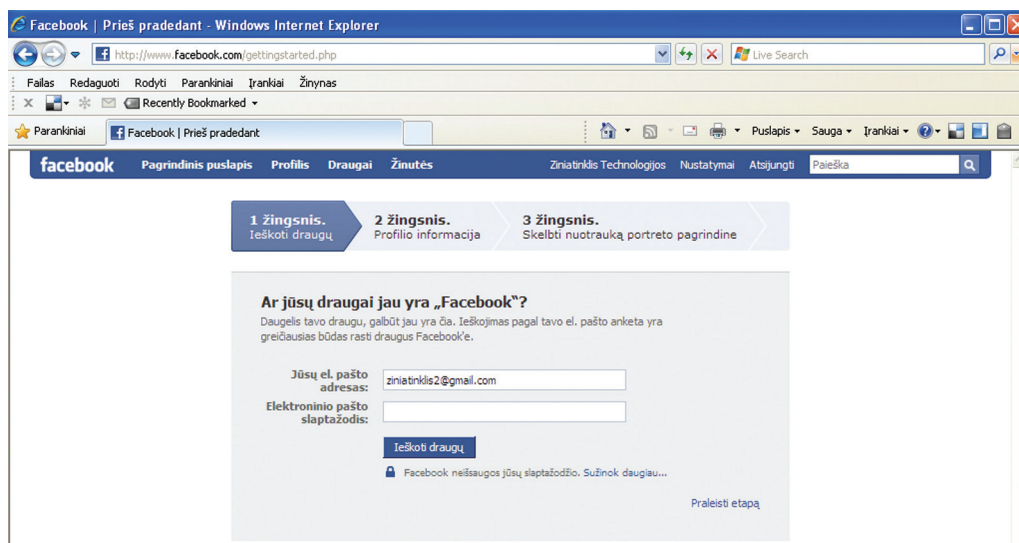 Facebook | Prieš pradedant - Windows Internet Explorer
http://www.facebook.com/gettingstarted.php
Live Search
Failas Redaguoti Rodyti Parankiniai Įrankiai Žinynas
Recently Bookmarked
Parankiniai
Facebook | Prieš pradedant
Puslapis Sauga Įrankiai
facebook Pagrindinis puslapis Profilis Draugai Žinutės Ziniatinklis Technologijos Nustatymai Atsijungti Paieška
1 žingsnis.
Ieškoti draugų
2 žingsnis.
Profilio informacija
3 žingsnis.
Skelbti nuotrauką portreto pagrindine
Ar jūsų draugai jau yra „Facebook“?
Daugelis tavo draugu, galbūt jau yra čia. Ieškojimas pagal tavo el. pašto anketa yra
greičiausias būdas rasti draugus Facebook'e.
Jūsų el. pašto
adresas:
ziniatinklis2@gmail.com
Elektroninio pašto
slaptažodis:
Ieškoti draugų
Facebook neišsaugos jūsų slaptažodžio. Sužinok daugiau...
Praleisti etapą